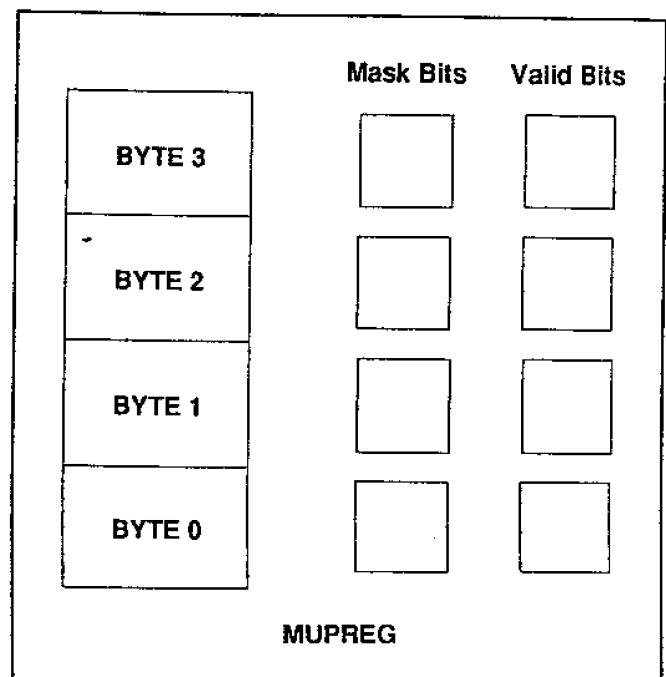 Mask Bits Valid Bits
BYTE 3
BYTE 2
BYTE 1
BYTE 0
MUPREG